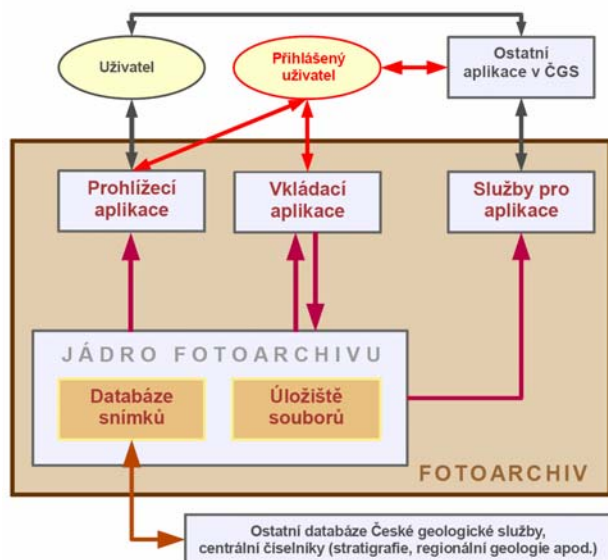 Uživatel
Přihlášený
uživatel
Ostatní
aplikace v ČGS
Prohlížecí
aplikace
Vkládací
aplikace
Služby pro
aplikace
JÁDRO FOTOARCHIVU
Databáze
snímků
Úložiště
souborů
FOTOARCHIV
Ostatní databáze České geologické služby,
centrální číselníky (stratigrafie, regionální geologie apod.)